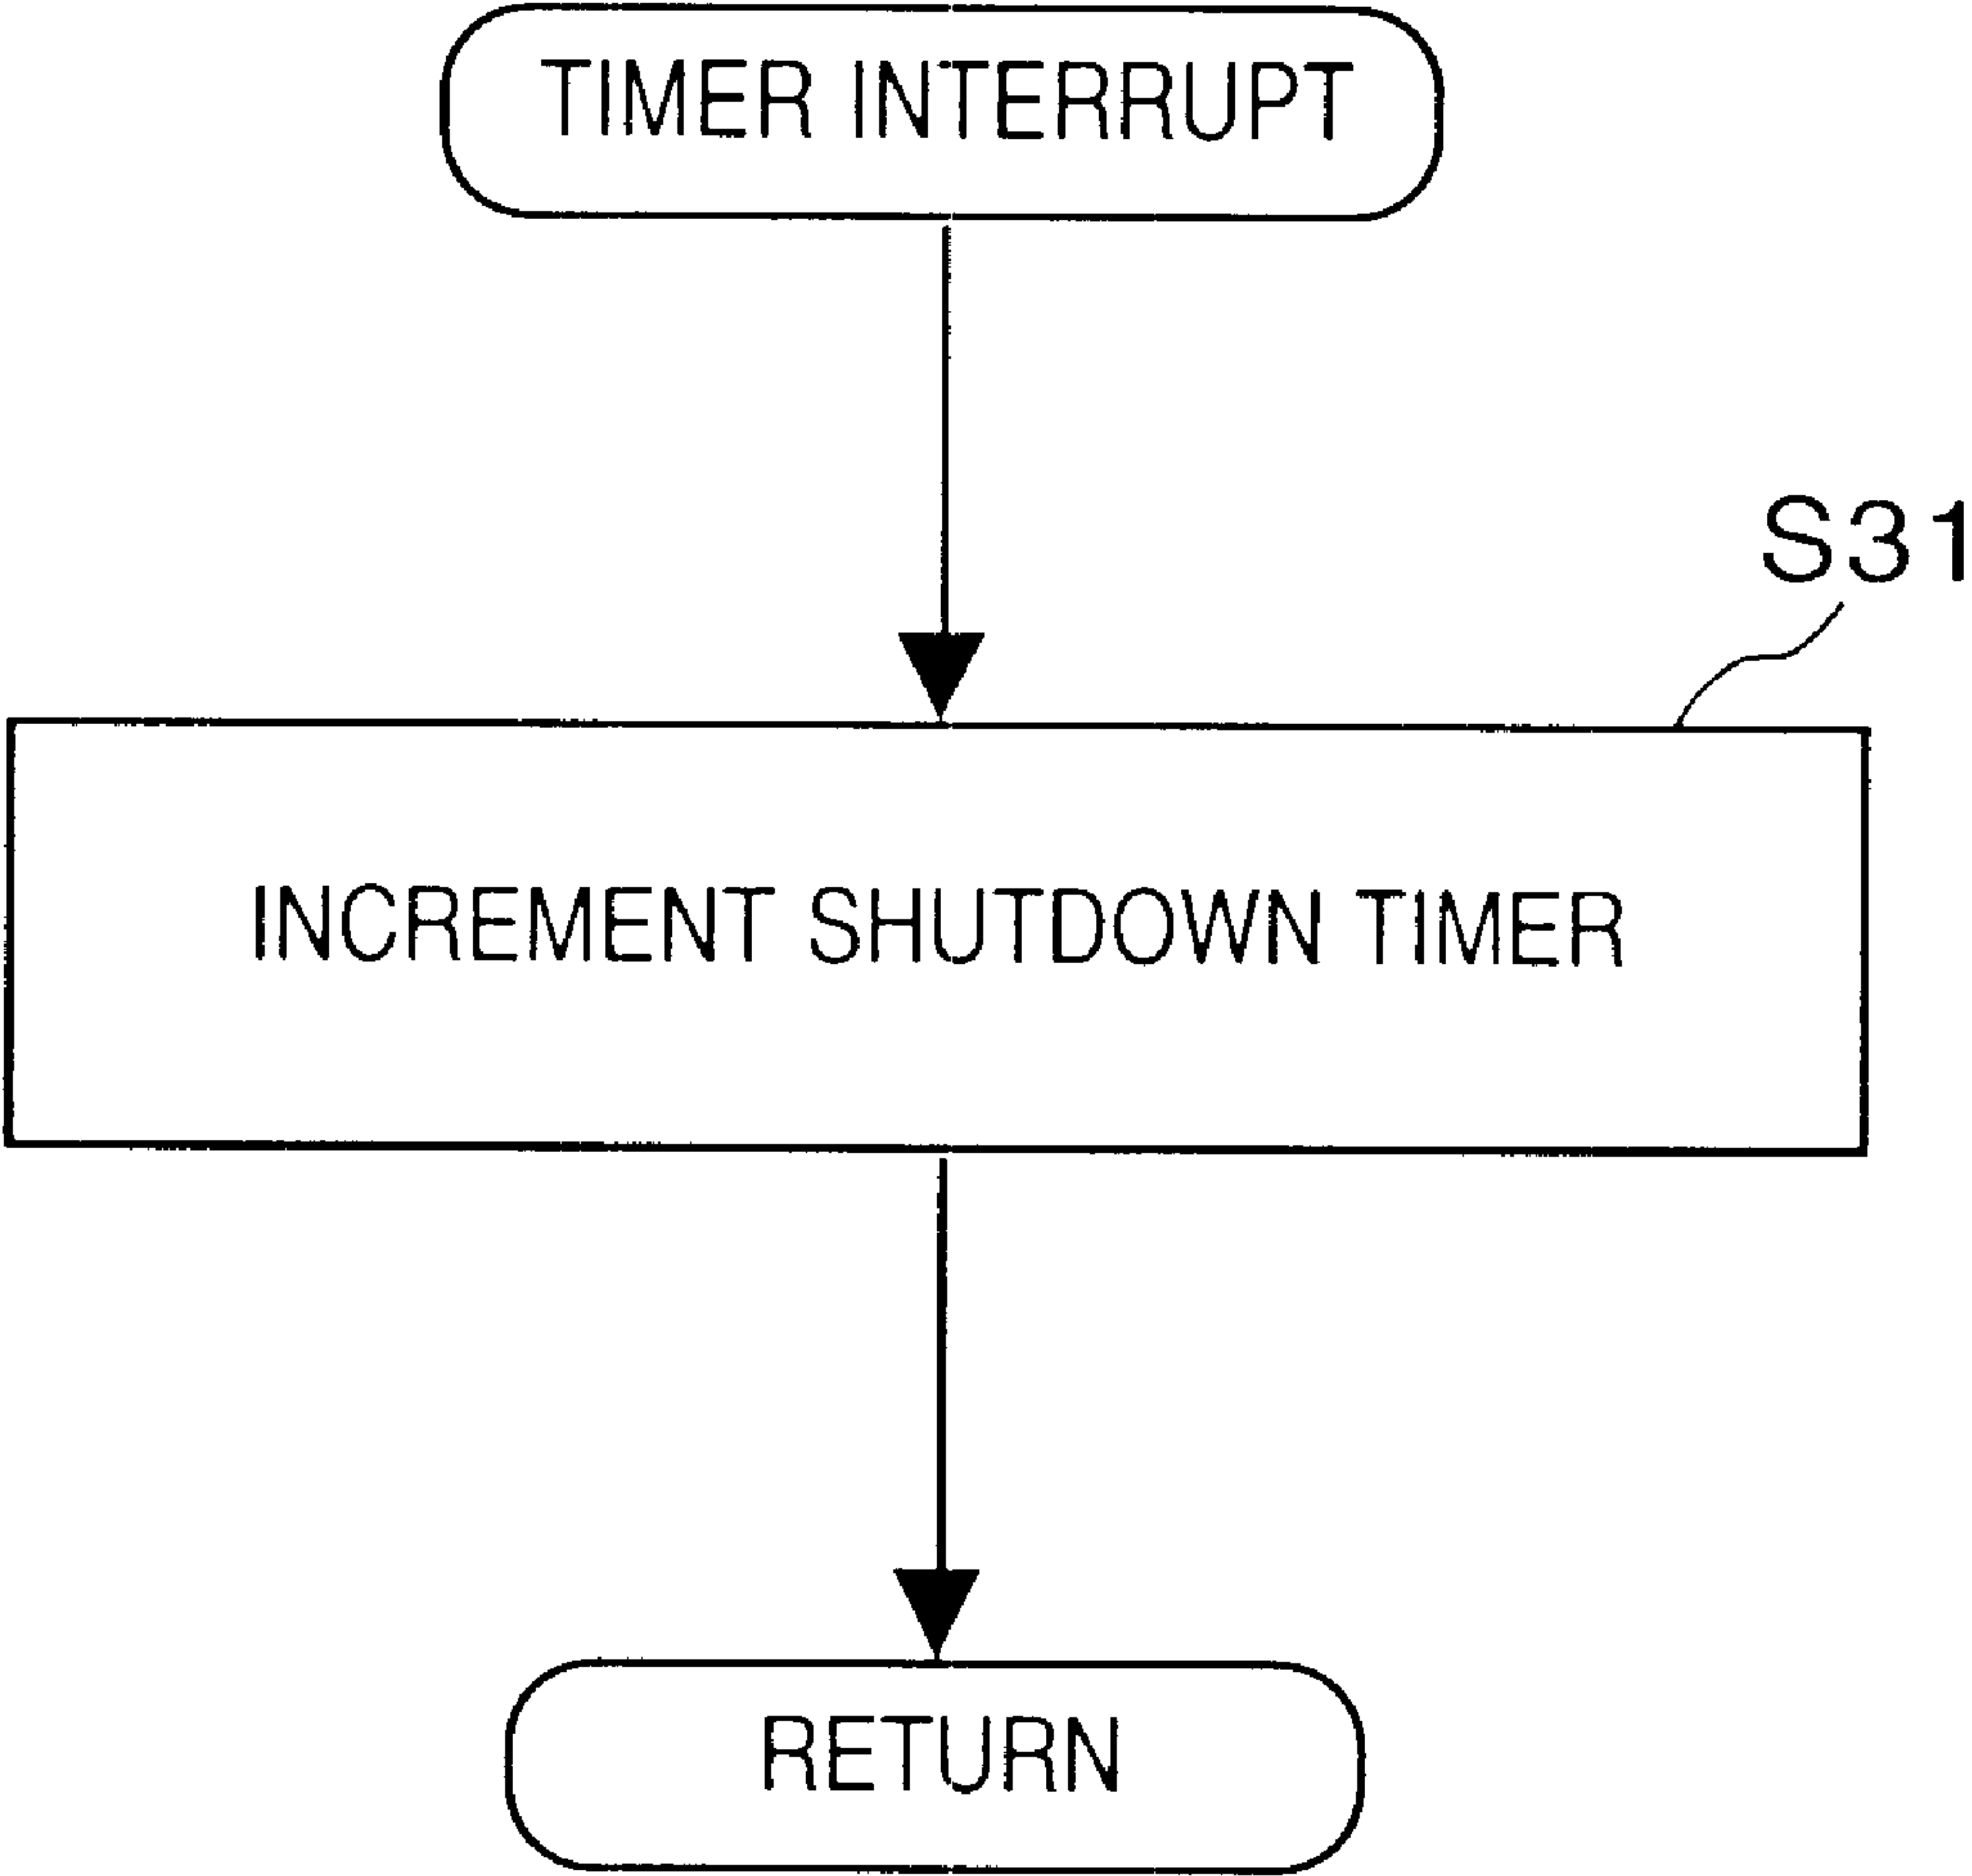 TIMER INTERRUPT
S31
INCREMENT SHUTDOWN TIMER
RETURN